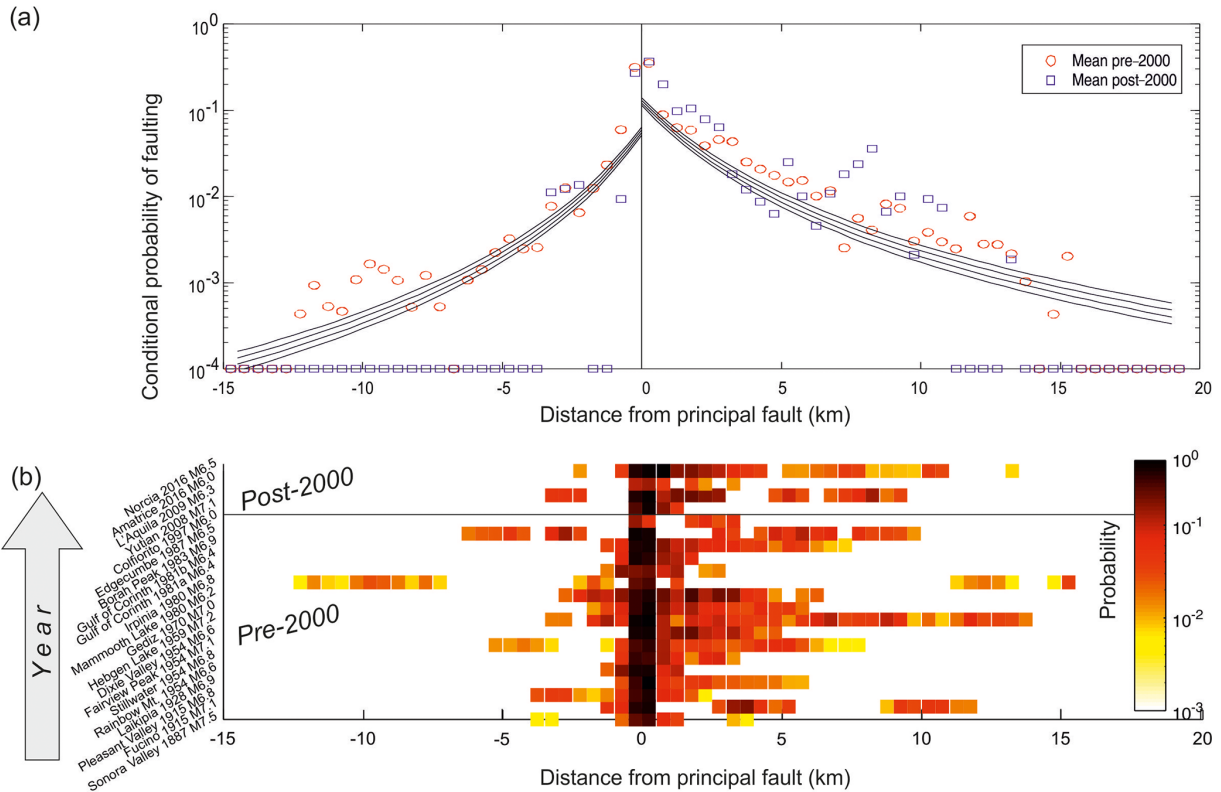 (a)
Conditional probability of faulting
10^0
10^-1
10^-2
10^-3
10^-4
Mean pre-2000
Mean post-2000
-15
-10
-5
0
5
10
15
20
Distance from principal fault (km)
(b)
Year
Norcia 2016 M6.5
Amatrice 2016 M6.0
L'Aquila 2009 M6.3
Yutian 2008 M7.1
Colfiorito 1997 M6.0
Edgecumbe 1987 M6.5
Borah Peak 1983 M6.9
Gulf of Corinth 1981b M6.4
Gulf of Corinth 1981a M6.4
Irpinia 1980 M6.8
Mammoth Lake 1980 M6.2
Gediz 1970 M7.0
Hebgen Lake 1959 M7.2
Dixie Valley 1954 M6.6
Fairview Peak 1954 M7.1
Stillwater 1954 M6.8
Rainbow Mt. 1954 M6.6
Laikipia 1928 M6.9
Pleasant Valley 1915 M6.8
Fucino 1915 M7.1
Sonora Valley 1887 M7.5
Post-2000
Pre-2000
Probability
10^0
10^-1
10^-2
10^-3
-15
-10
-5
0
5
10
15
20
Distance from principal fault (km)